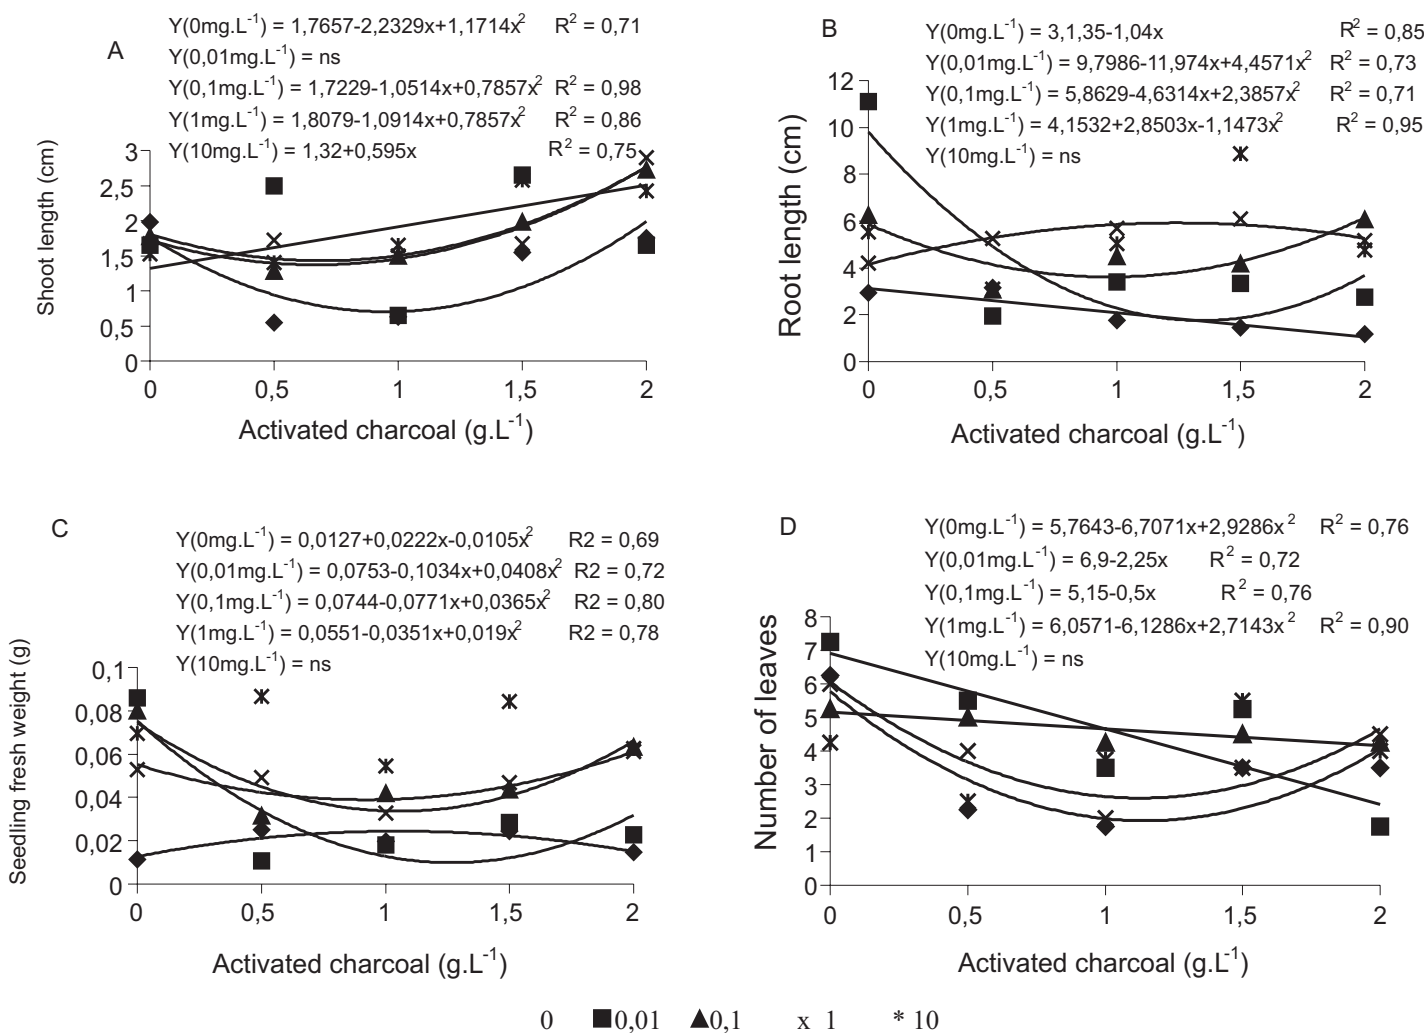 A
Y(0mg.L⁻¹) = 1,7657-2,2329x+1,1714x² R² = 0,71
Y(0,01mg.L⁻¹) = ns
Y(0,1mg.L⁻¹) = 1,7229-1,0514x+0,7857x² R² = 0,98
Y(1mg.L⁻¹) = 1,8079-1,0914x+0,7857x² R² = 0,86
Y(10mg.L⁻¹) = 1,32+0,595x R² = 0,75
Shoot length (cm)
3
2,5
2
1,5
1
0,5
0
0 0,5 1 1,5 2
Activated charcoal (g.L⁻¹)
B
Y(0mg.L⁻¹) = 3,1,35-1,04x R² = 0,85
Y(0,01mg.L⁻¹) = 9,7986-11,974x+4,4571x² R² = 0,73
Y(0,1mg.L⁻¹) = 5,8629-4,6314x+2,3857x² R² = 0,71
Y(1mg.L⁻¹) = 4,1532+2,8503x-1,1473x² R² = 0,95
Y(10mg.L⁻¹) = ns
Root length (cm)
12
10
8
6
4
2
0
0 0,5 1 1,5 2
Activated charcoal (g.L⁻¹)
C
Y(0mg.L⁻¹) = 0,0127+0,0222x-0,0105x² R2 = 0,69
Y(0,01mg.L⁻¹) = 0,0753-0,1034x+0,0408x² R2 = 0,72
Y(0,1mg.L⁻¹) = 0,0744-0,0771x+0,0365x² R2 = 0,80
Y(1mg.L⁻¹) = 0,0551-0,0351x+0,019x² R2 = 0,78
Y(10mg.L⁻¹) = ns
Seedling fresh weight (g)
0,1
0,08
0,06
0,04
0,02
0
0 0,5 1 1,5 2
Activated charcoal (g.L⁻¹)
D
Y(0mg.L⁻¹) = 5,7643-6,7071x+2,9286x² R² = 0,76
Y(0,01mg.L⁻¹) = 6,9-2,25x R² = 0,72
Y(0,1mg.L⁻¹) = 5,15-0,5x R² = 0,76
Y(1mg.L⁻¹) = 6,0571-6,1286x+2,7143x² R² = 0,90
Y(10mg.L⁻¹) = ns
Number of leaves
8
7
6
5
4
3
2
1
0
0 0,5 1 1,5 2
Activated charcoal (g.L⁻¹)
0 ■0,01 ▲0,1 x 1 * 10